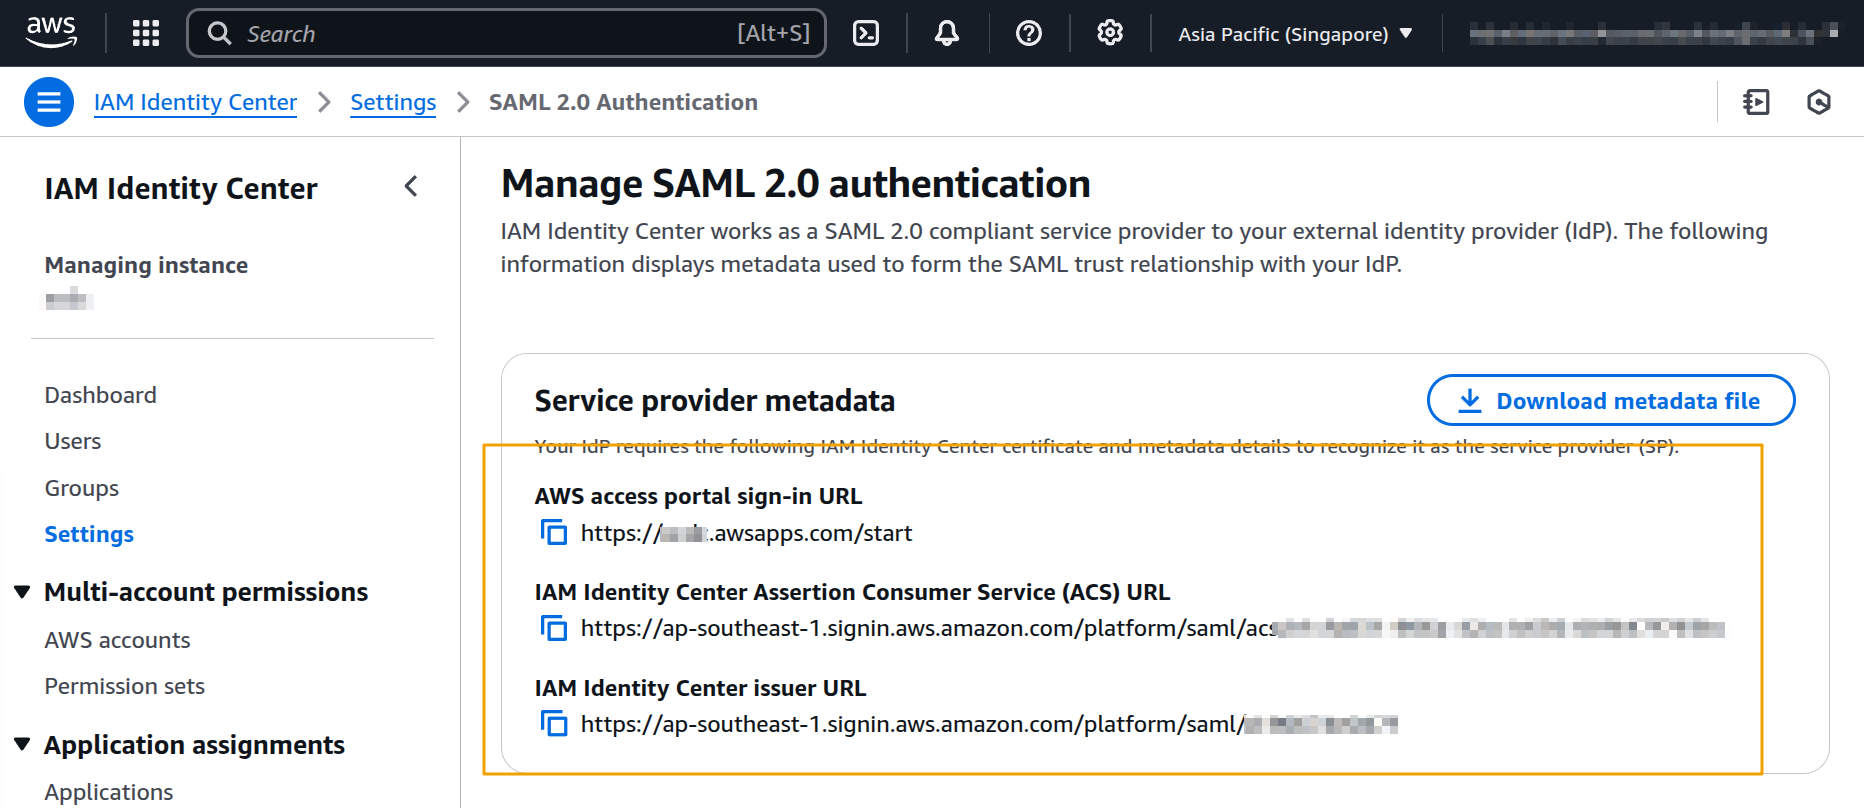 aws
Search
[Alt+S]
Asia Pacific (Singapore)
IAM Identity Center
Settings
SAML 2.0 Authentication
IAM Identity Center
Managing instance
Dashboard
Users
Groups
Settings
Multi-account permissions
AWS accounts
Permission sets
Application assignments
Applications
Manage SAML 2.0 authentication
IAM Identity Center works as a SAML 2.0 compliant service provider to your external identity provider (IdP). The following
information displays metadata used to form the SAML trust relationship with your IdP.
Service provider metadata
Download metadata file
Your IdP requires the following IAM Identity Center certificate and metadata details to recognize it as the service provider (SP).
AWS access portal sign-in URL
https://.awsapps.com/start
IAM Identity Center Assertion Consumer Service (ACS) URL
https://ap-southeast-1.signin.aws.amazon.com/platform/saml/acs
IAM Identity Center issuer URL
https://ap-southeast-1.signin.aws.amazon.com/platform/saml/